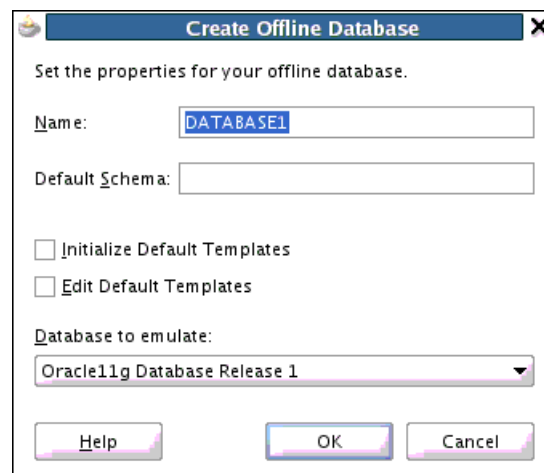 Create Offline Database
Set the properties for your offline database.
Name: DATABASE1
Default Schema:
Initialize Default Templates
Edit Default Templates
Database to emulate:
Oracle11g Database Release 1
Help OK Cancel